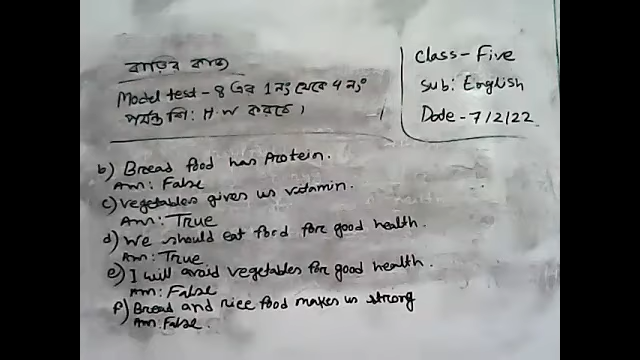 বাড়ির কাজ
Model test - 8 এর 1 নং থেকে 4 নং
পর্যন্ত শি: H.W করবে।
Class - Five
Sub: English
Date - 7/2/22
b) Bread food has Protein.
Ans: False
c) Vegetables gives us vitamin.
Ans: True
d) We should eat food for good health.
Ans: True
e) I will avoid vegetables for good health.
Ans: False
f) Bread and rice food makes us strong
Ans: False.